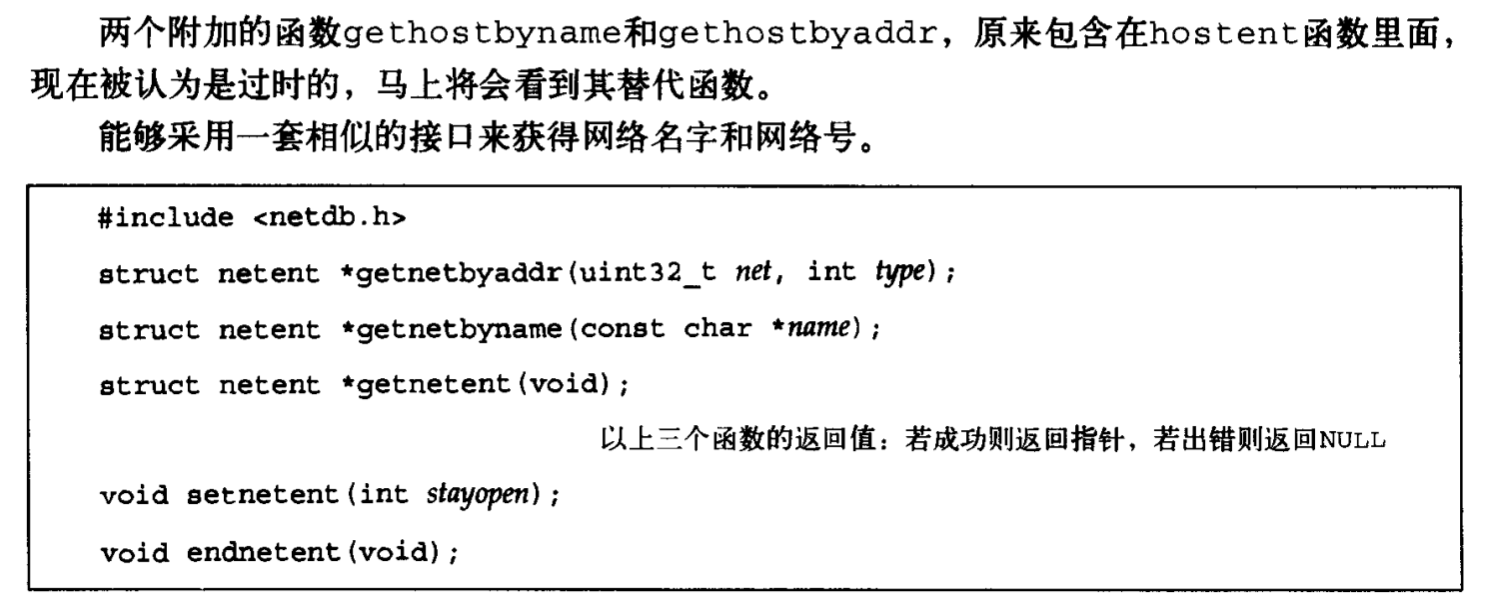 两个附加的函数gethostbyname和gethostbyaddr，原来包含在hostent函数里面，
现在被认为是过时的，马上将会看到其替代函数。
能够采用一套相似的接口来获得网络名字和网络号。
#include <netdb.h>
struct netent *getnetbyaddr(uint32_t net, int type);
struct netent *getnetbyname(const char *name);
struct netent *getnetent(void);
以上三个函数的返回值：若成功则返回指针，若出错则返回NULL
void setnetent(int stayopen);
void endnetent(void);